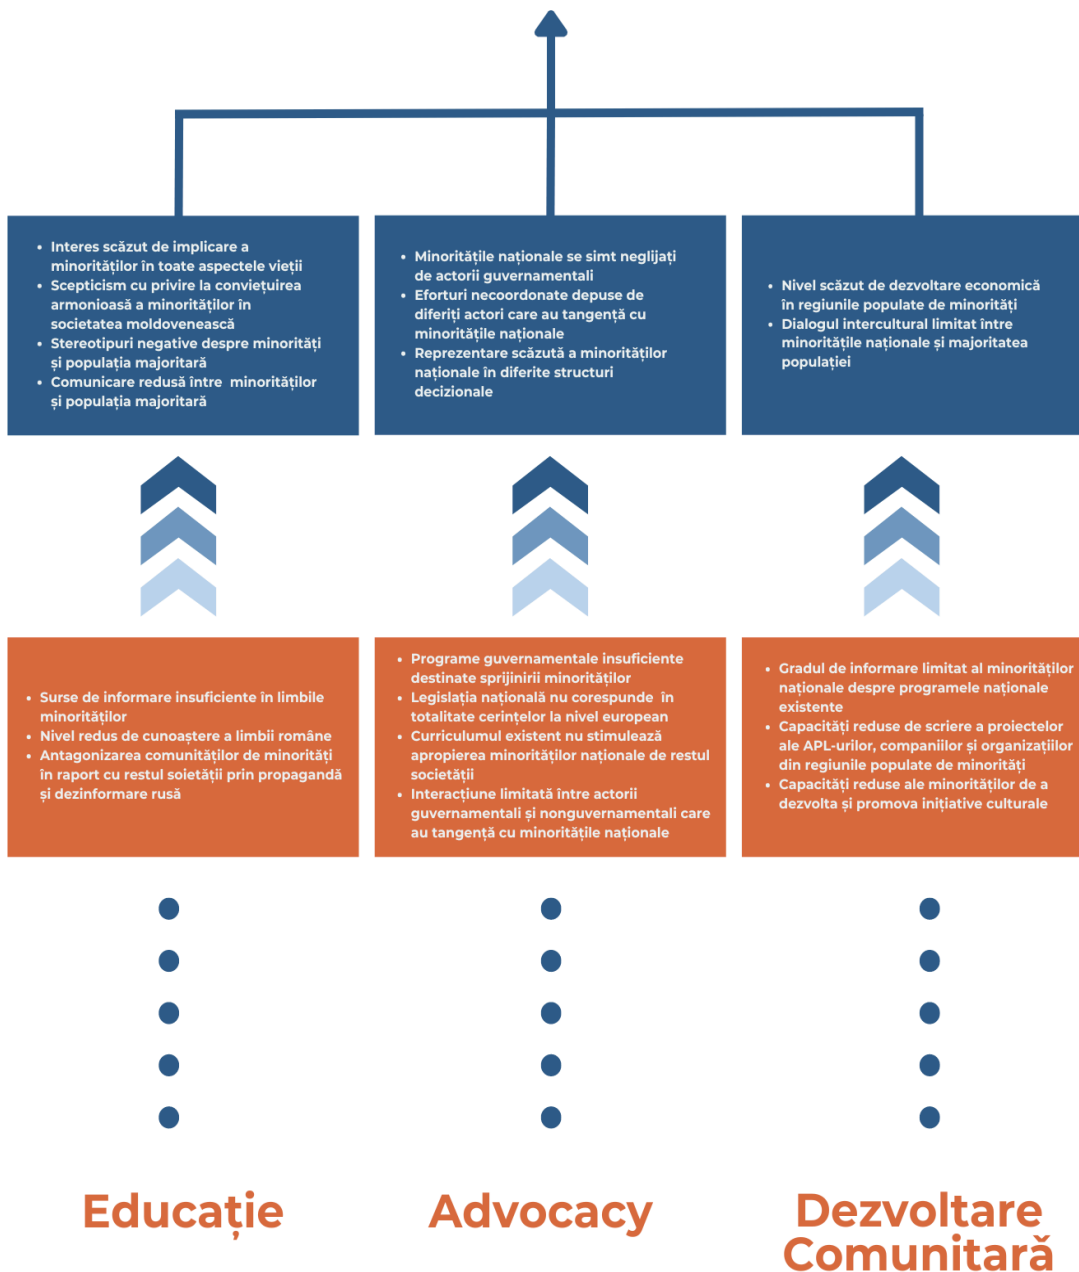 • Interes scăzut de implicare a
minorităților în toate aspectele vieții
• Scepticism cu privire la conviețuirea
armonioasă a minorităților în
societatea moldovenească
• Stereotipuri negative despre minorități
și populația majoritară
• Comunicare redusă între minorităților
și populația majoritară
• Minoritățile naționale se simt neglijați
de actorii guvernamentali
• Eforturi necoordonate depuse de
diferiți actori care au tangență cu
minoritățile naționale
• Reprezentare scăzută a minorităților
naționale în diferite structuri
decizionale
• Nivel scăzut de dezvoltare economică
în regiunile populate de minorități
• Dialogul intercultural limitat între
minoritățile naționale și majoritatea
populației
• Surse de informare insuficiente în limbile
minorităților
• Nivel redus de cunoaștere a limbii române
• Antagonizarea comunităților de minorități
în raport cu restul soietății prin propagandă
și dezinformare rusă
• Programe guvernamentale insuficiente
destinate sprijinirii minorităților
• Legislația națională nu corespunde în
totalitate cerințelor la nivel european
• Curriculumul existent nu stimulează
apropierea minorităților naționale de restul
societății
• Interacțiune limitată între actorii
guvernamentali și nonguvernamentali care
au tangență cu minoritățile naționale
• Gradul de informare limitat al minorităților
naționale despre programele naționale
existente
• Capacități reduse de scriere a proiectelor
ale APL-urilor, companiilor și organizațiilor
din regiunile populate de minorități
• Capacități reduse ale minorităților de a
dezvolta și promova inițiative culturale
Educație
Advocacy
Dezvoltare
Comunitară